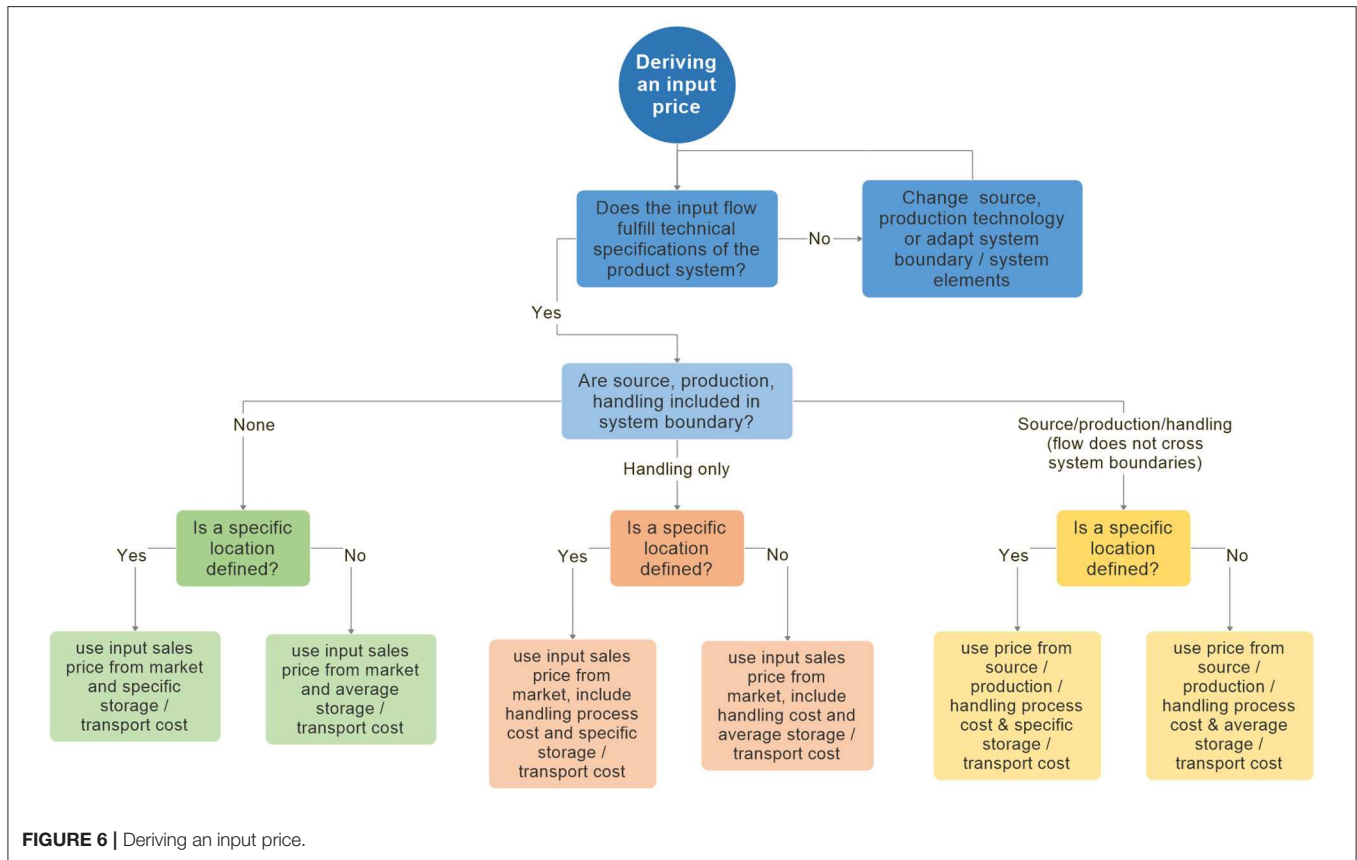 Deriving
an input
price
Does the input flow
fulfill technical
specifications of the
product system?
No
Change  source,
production technology
or adapt system
boundary / system
elements
Yes
Are source, production,
handling included in
system boundary?
None
Handling only
Source/production/handling
(flow does not cross
system boundaries)
Is a specific
location
defined?
Yes
No
Is a specific
location
defined?
Yes
No
Is a specific
location
defined?
Yes
No
use input sales
price from market
and specific
storage /
transport cost
use input sales
price from market
and average
storage /
transport cost
use input sales
price from
market, include
handling process
cost and specific
storage /
transport cost
use input sales
price from
market, include
handling cost and
average storage /
transport cost
use price from
source /
production /
handling process
cost & specific
storage /
transport cost
use price from
source /
production /
handling process
cost & average
storage /
transport cost
FIGURE 6 | Deriving an input price.